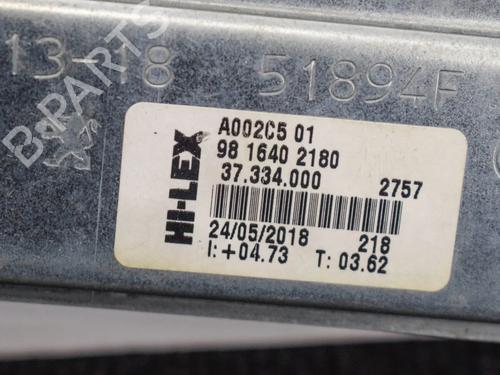 13-18 51894F
HI-LEX
A002C5 01
98 1640 2180
37.334.000 2757
24/05/2018 218
I:+04.73 T: 03.62